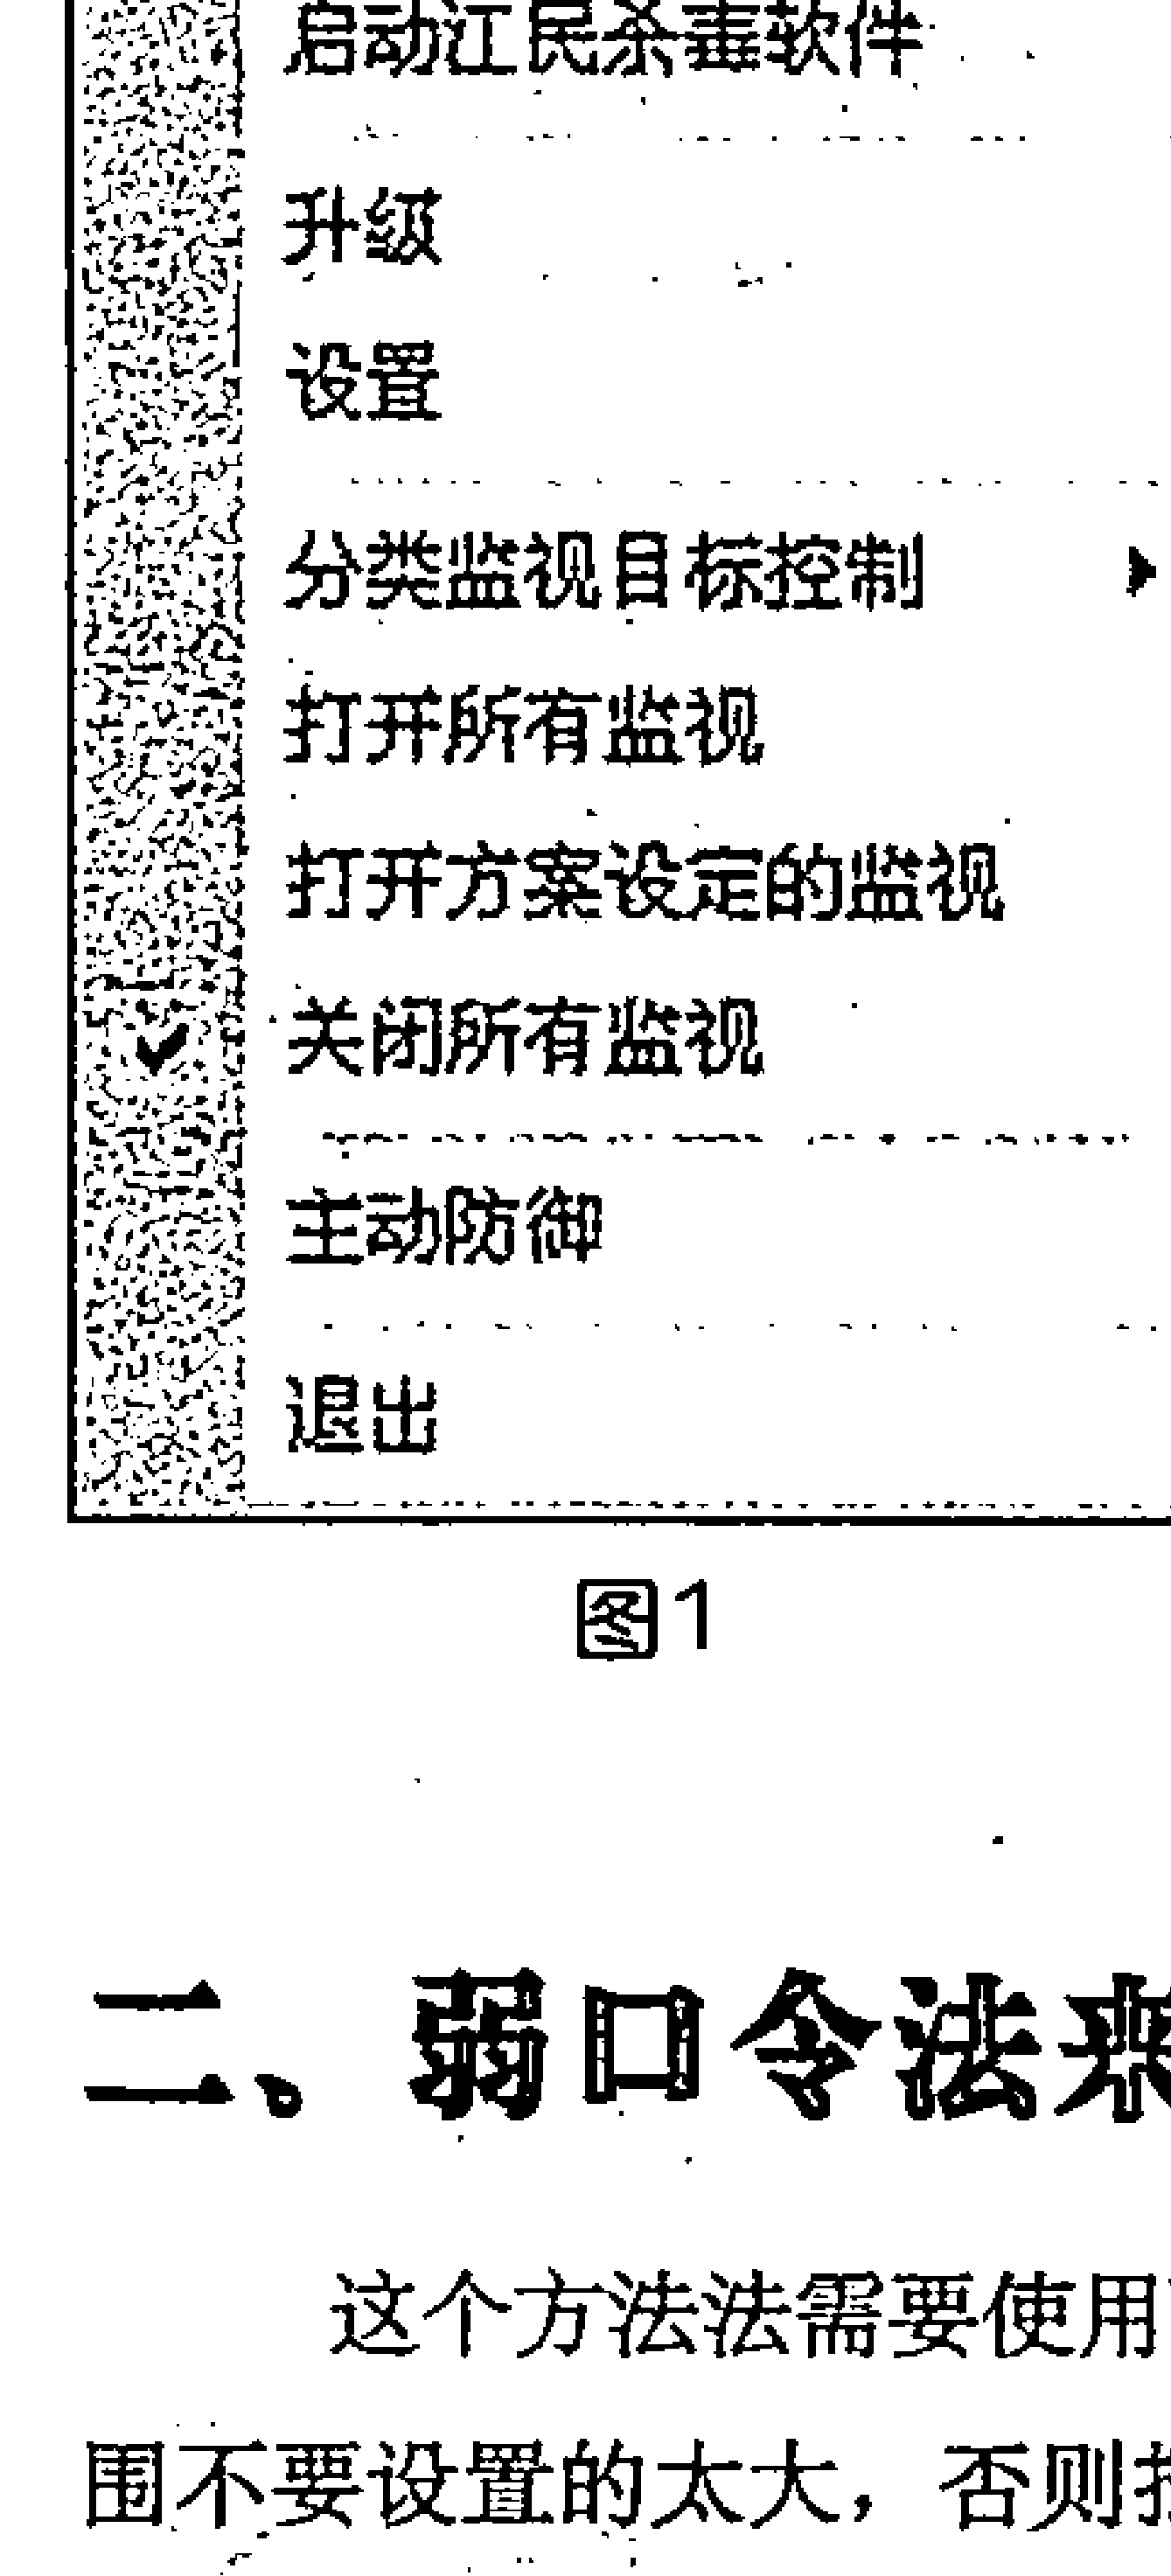 启动江民杀毒软件
升级
设置
分类监视目标控制
打开所有监视
打开方案设定的监视
关闭所有监视
主动防御
退出
图1
二、弱口令法来
这个方法法需要使用
围不要设置的太大，否则